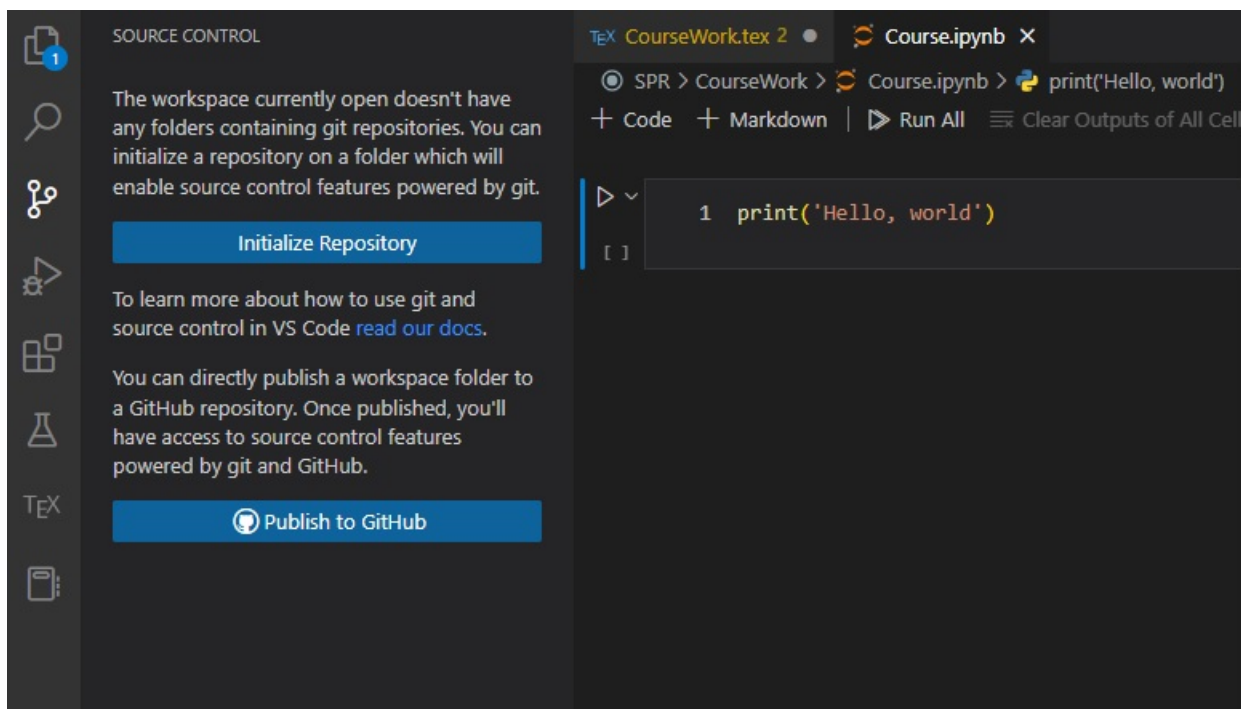 SOURCE CONTROL
The workspace currently open doesn't have
any folders containing git repositories. You can
initialize a repository on a folder which will
enable source control features powered by git.
Initialize Repository
To learn more about how to use git and
source control in VS Code read our docs.
You can directly publish a workspace folder to
a GitHub repository. Once published, you'll
have access to source control features
powered by git and GitHub.
Publish to GitHub
1
TEX
TEX CourseWork.tex 2 ● Course.ipynb ×
SPR > CourseWork > Course.ipynb > print('Hello, world')
+ Code + Markdown | Run All Clear Outputs of All Cell
1 print('Hello, world')
[ ]